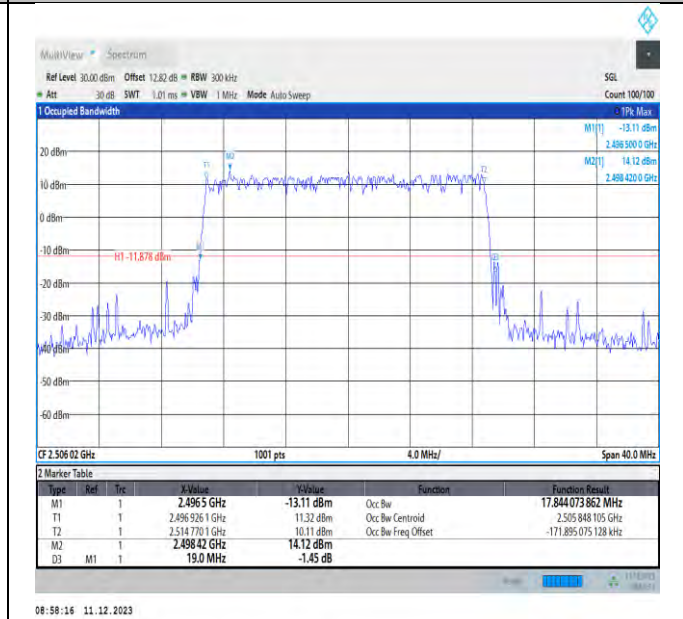 MultiView Spectrum
Ref Level 30.00 dBm Offset 12.82 dB RBW 300 kHz SGL
Att 30 dB SWT 1.01 ms VBW 1 MHz Mode Auto Sweep Count 100/100
1 Occupied Bandwidth 1Pk Max
M1[1] -13.11 dBm
2.496 500 0 GHz
M2[1] 14.12 dBm
2.498 420 0 GHz
20 dBm
T1 M2 T2
10 dBm
0 dBm
-10 dBm
H1 -11.878 dBm
-20 dBm
-30 dBm
-40 dBm
-50 dBm
-60 dBm
CF 2.506 02 GHz 1001 pts 4.0 MHz/ Span 40.0 MHz
2 Marker Table
Type Ref Trc X-Value Y-Value Function Function Result
M1 1 2.496 5 GHz -13.11 dBm Occ Bw 17.844 073 862 MHz
T1 1 2.496 926 1 GHz 11.32 dBm Occ Bw Centroid 2.505 848 105 GHz
T2 1 2.514 770 1 GHz 10.11 dBm Occ Bw Freq Offset -171.895 075 128 kHz
M2 1 2.498 42 GHz 14.12 dBm
D3 M1 1 19.0 MHz -1.45 dB
08:58:16 11.12.2023